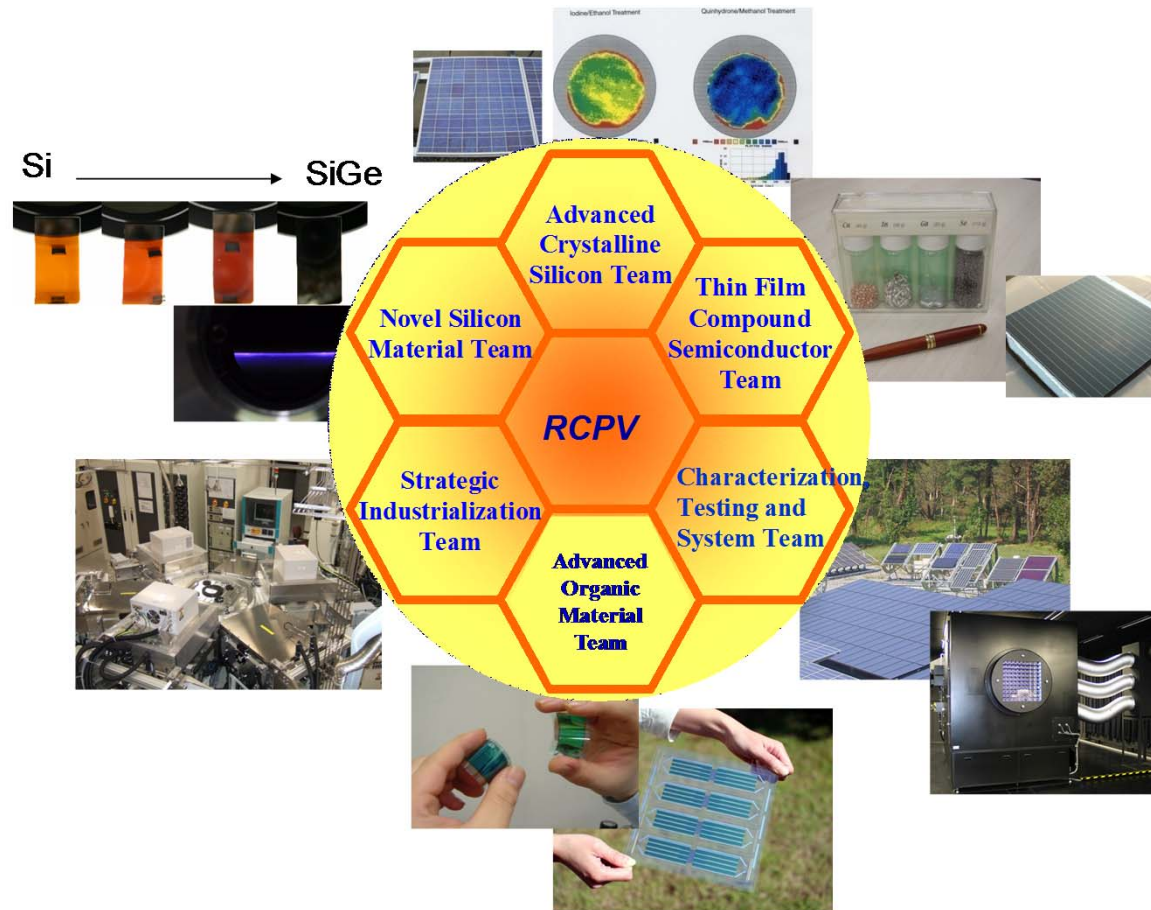 Iodine/Ethanol Treatment
Quinhydrone/Methanol Treatment
Si
SiGe
Advanced
Crystalline
Silicon Team
Novel Silicon
Material Team
Thin Film
Compound
Semiconductor
Team
RCPV
Strategic
Industrialization
Team
Characterization,
Testing and
System Team
Advanced
Organic
Material
Team